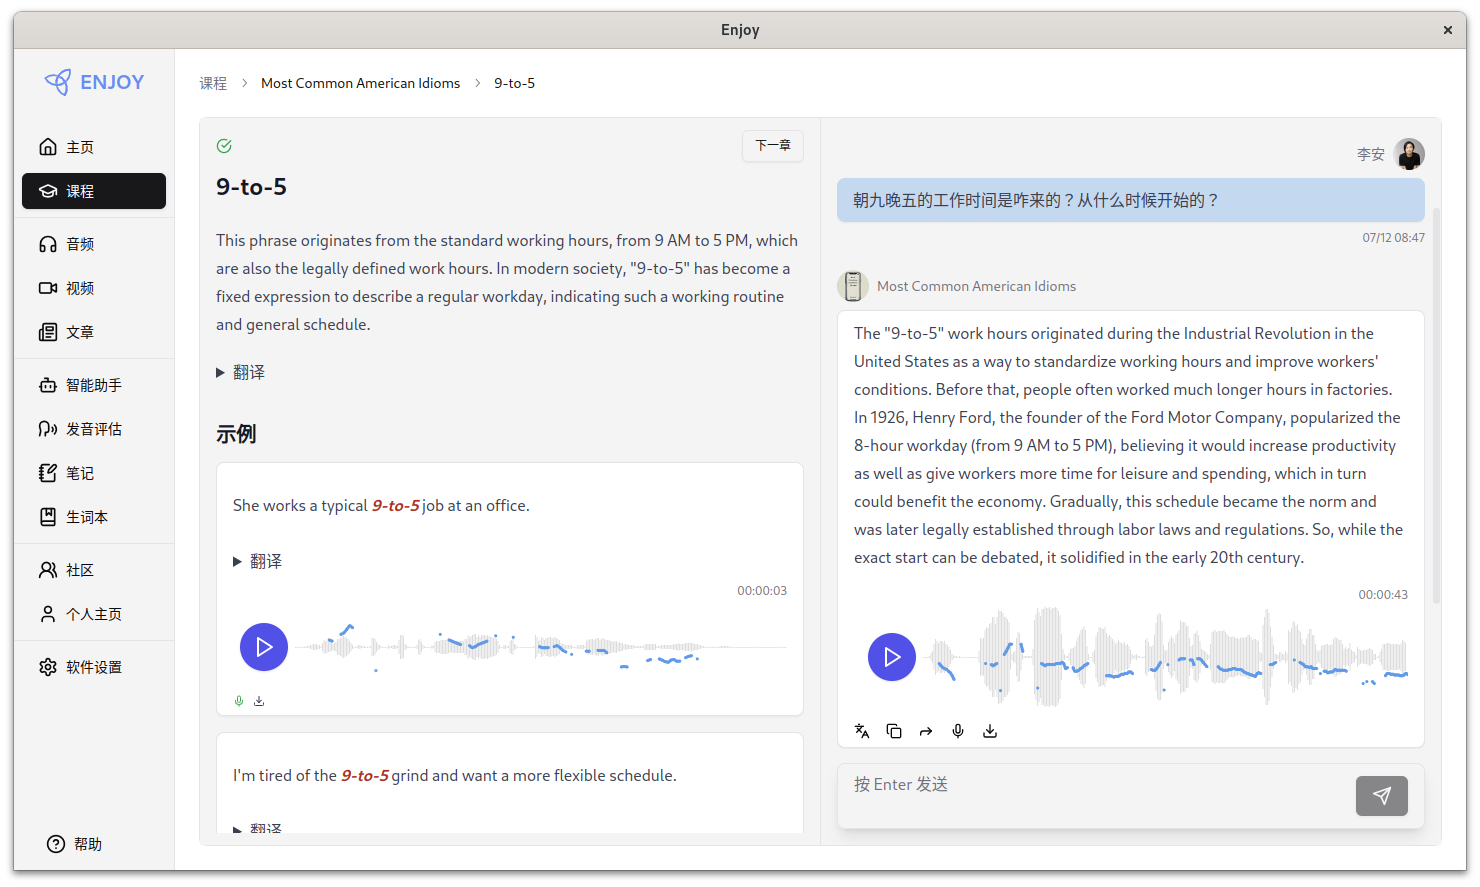 Enjoy
ENJOY
主页
课程
音频
视频
文章
智能助手
发音评估
笔记
生词本
社区
个人主页
软件设置
帮助
课程 > Most Common American Idioms > 9-to-5
下一章
9-to-5
This phrase originates from the standard working hours, from 9 AM to 5 PM, which
are also the legally defined work hours. In modern society, "9-to-5" has become a
fixed expression to describe a regular workday, indicating such a working routine
and general schedule.
翻译
示例
She works a typical 9-to-5 job at an office.
翻译
00:00:03
I'm tired of the 9-to-5 grind and want a more flexible schedule.
翻译
李安
朝九晚五的工作时间是咋来的？从什么时候开始的？
07/12 08:47
Most Common American Idioms
The "9-to-5" work hours originated during the Industrial Revolution in the
United States as a way to standardize working hours and improve workers'
conditions. Before that, people often worked much longer hours in factories.
In 1926, Henry Ford, the founder of the Ford Motor Company, popularized the
8-hour workday (from 9 AM to 5 PM), believing it would increase productivity
as well as give workers more time for leisure and spending, which in turn
could benefit the economy. Gradually, this schedule became the norm and
was later legally established through labor laws and regulations. So, while the
exact start can be debated, it solidified in the early 20th century.
00:00:43
按 Enter 发送